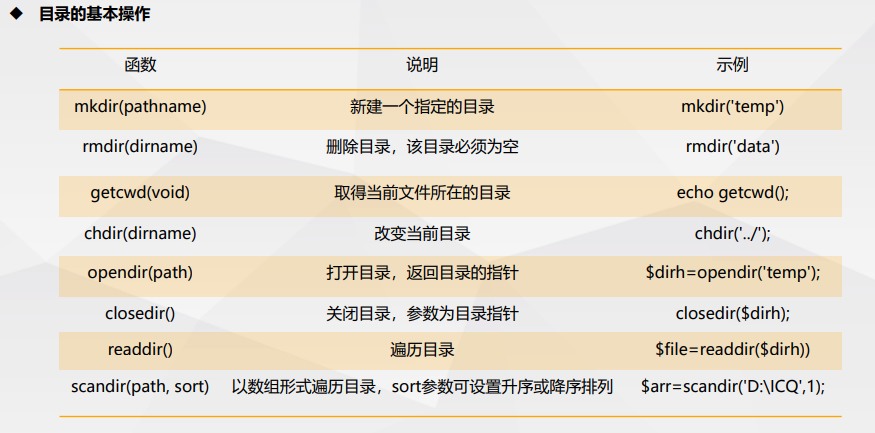 ◆ 目录的基本操作
函数 说明 示例
mkdir(pathname) 新建一个指定的目录 mkdir('temp')
rmdir(dirname) 删除目录，该目录必须为空 rmdir('data')
getcwd(void) 取得当前文件所在的目录 echo getcwd();
chdir(dirname) 改变当前目录 chdir('../');
opendir(path) 打开目录，返回目录的指针 $dirh=opendir('temp');
closedir() 关闭目录，参数为目录指针 closedir($dirh);
readdir() 遍历目录 $file=readdir($dirh))
scandir(path, sort) 以数组形式遍历目录，sort参数可设置升序或降序排列 $arr=scandir('D:\ICQ',1);